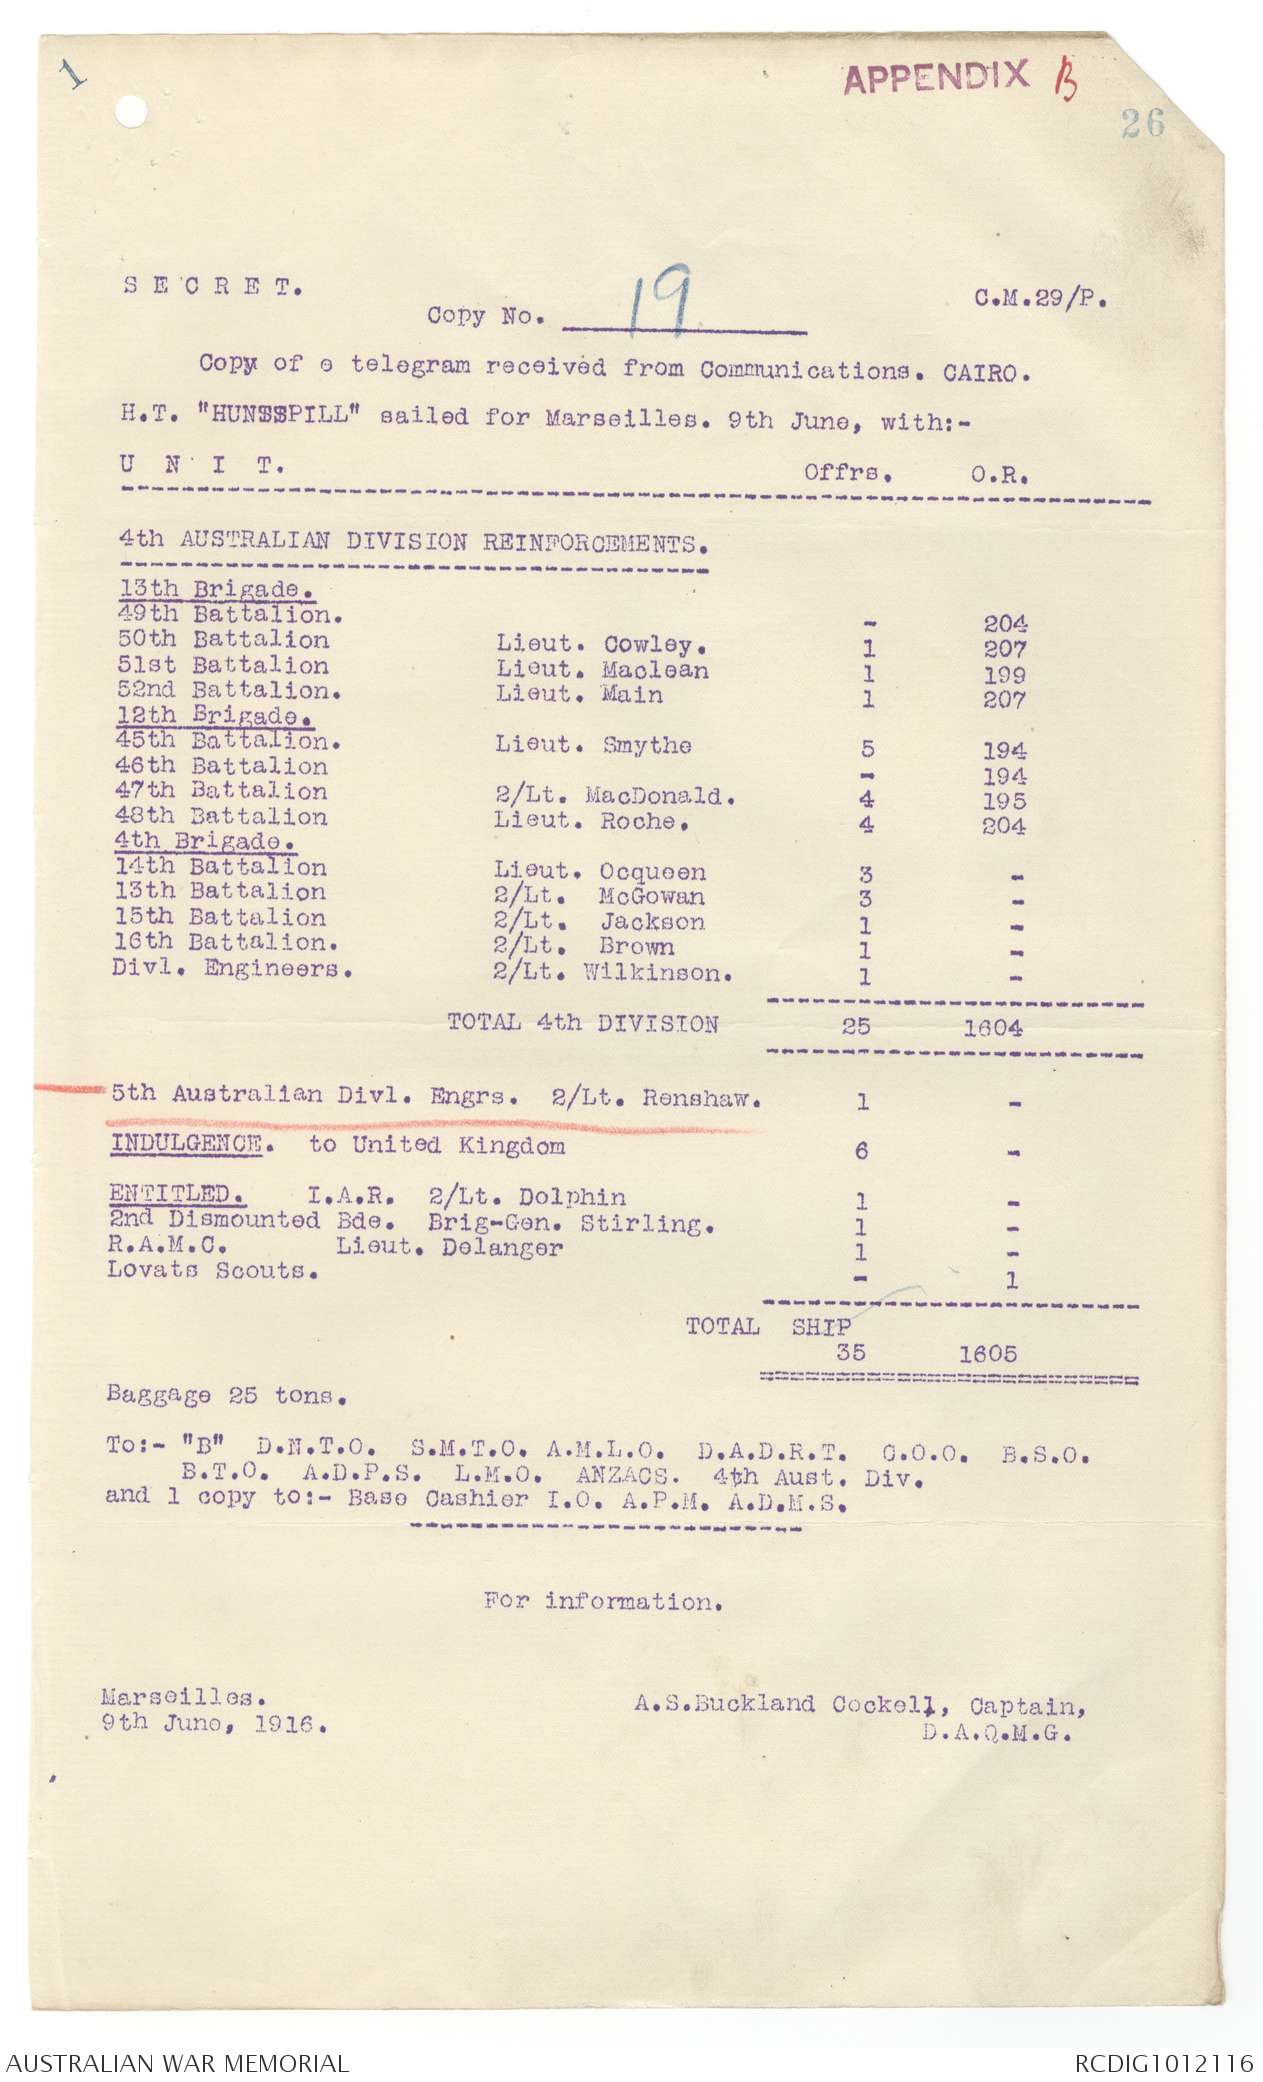 1
APPENDIX B
26
S E C R E T.
C.M.29/P.
Copy No. 19
Copy of e telegram received from Communications. CAIRO.
H.T. "HUNSSPILL" sailed for Marseilles. 9th June, with:-
U N I T. Offrs. O.R.
4th AUSTRALIAN DIVISION REINFORCEMENTS.
13th Brigade.
49th Battalion. - 204
50th Battalion Lieut. Cowley. 1 207
51st Battalion Lieut. Maclean 1 199
52nd Battalion. Lieut. Main 1 207
12th Brigade.
45th Battalion. Lieut. Smythe 5 194
46th Battalion - 194
47th Battalion 2/Lt. MacDonald. 4 195
48th Battalion Lieut. Roche. 4 204
4th Brigade.
14th Battalion Lieut. Ocqueen 3 -
13th Battalion 2/Lt. McGowan 3 -
15th Battalion 2/Lt. Jackson 1 -
16th Battalion. 2/Lt. Brown 1 -
Divl. Engineers. 2/Lt. Wilkinson. 1 -
TOTAL 4th DIVISION 25 1604
5th Australian Divl. Engrs. 2/Lt. Renshaw. 1 -
INDULGENCE. to United Kingdom 6 -
ENTITLED. I.A.R. 2/Lt. Dolphin 1 -
2nd Dismounted Bde. Brig-Gen. Stirling. 1 -
R.A.M.C. Lieut. Delanger 1 -
Lovats Scouts. - 1
TOTAL SHIP
35 1605
Baggage 25 tons.
To:- "B" D.N.T.O. S.M.T.O. A.M.L.O. D.A.D.R.T. C.O.O. B.S.O.
B.T.O. A.D.P.S. L.M.O. ANZACS. 4th Aust. Div.
and 1 copy to:- Base Cashier I.O. A.P.M. A.D.M.S.
For information.
Marseilles.
9th June, 1916.
A.S.Buckland Cockell, Captain,
D.A.Q.M.G.
AUSTRALIAN WAR MEMORIAL
RCDIG1012116